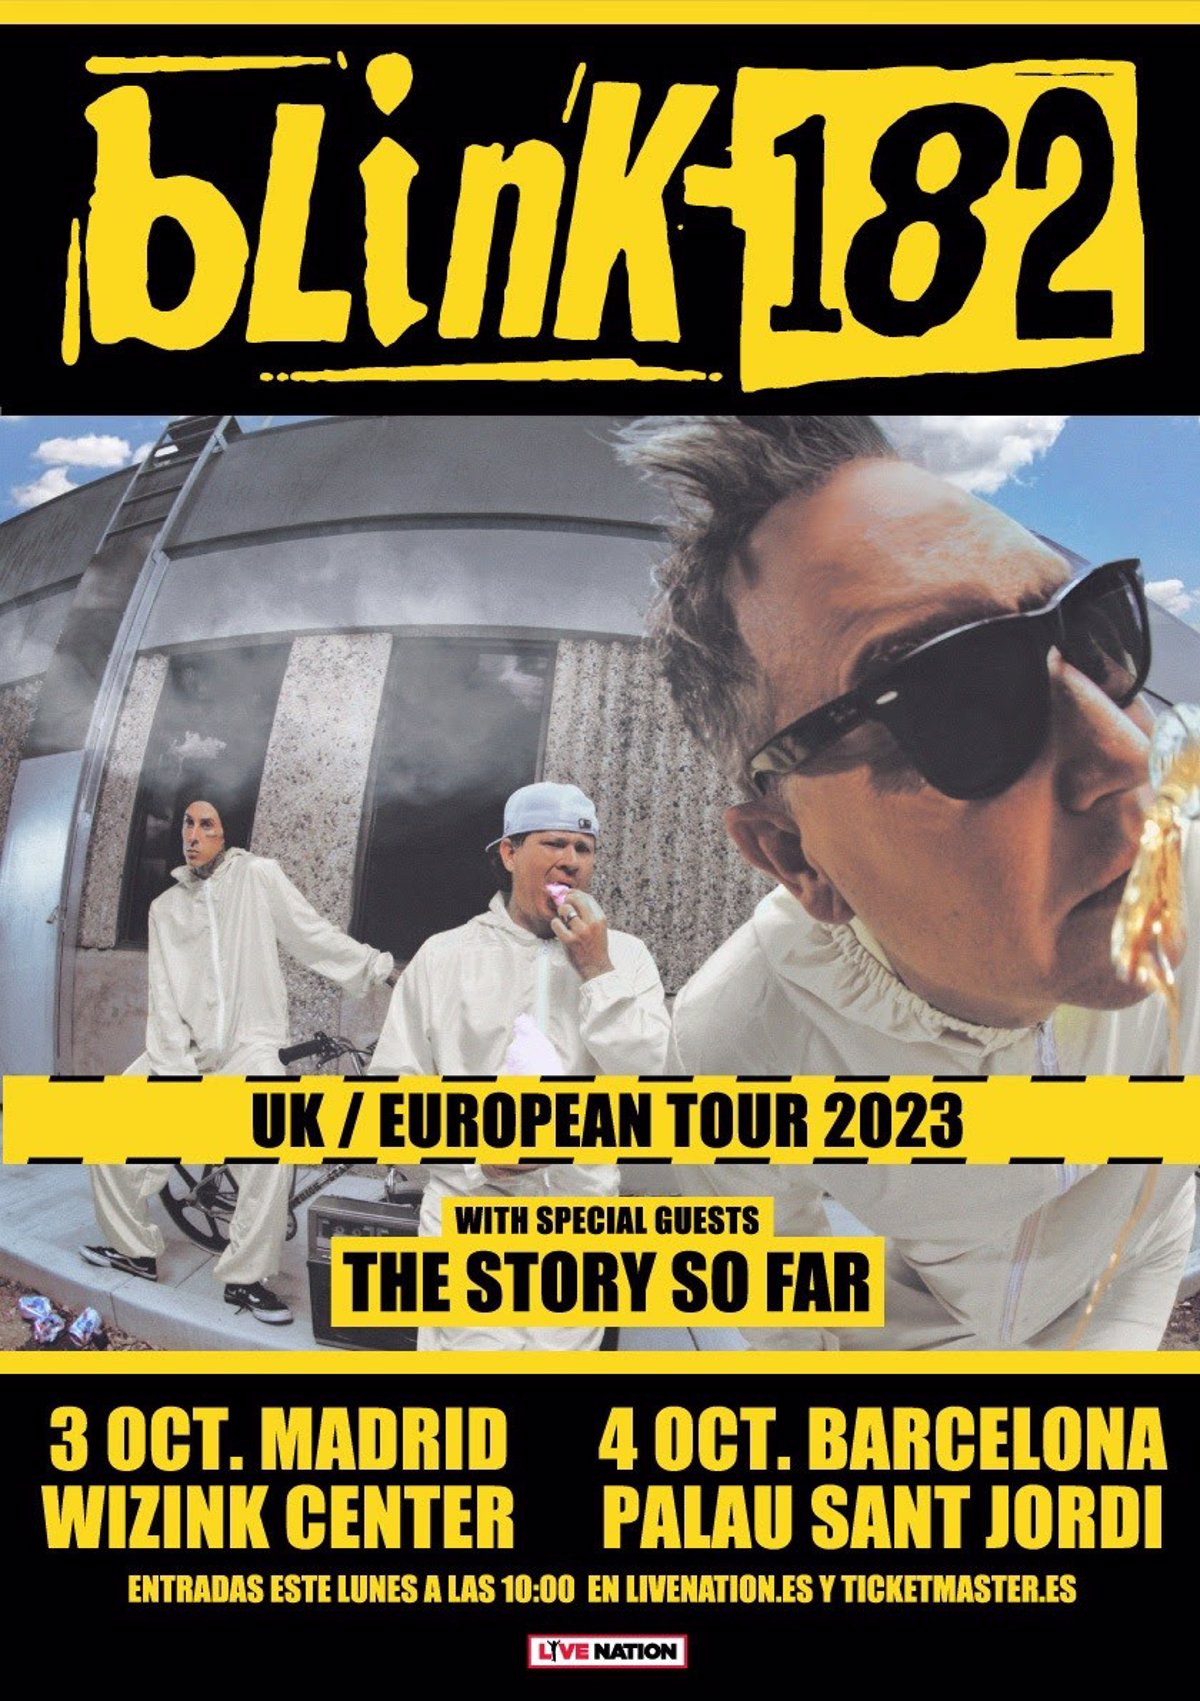 blink-182
UK / EUROPEAN TOUR 2023
WITH SPECIAL GUESTS
THE STORY SO FAR
3 OCT. MADRID
WIZINK CENTER
4 OCT. BARCELONA
PALAU SANT JORDI
ENTRADAS ESTE LUNES A LAS 10:00 EN LIVENATION.ES Y TICKETMASTER.ES
LIVE NATION